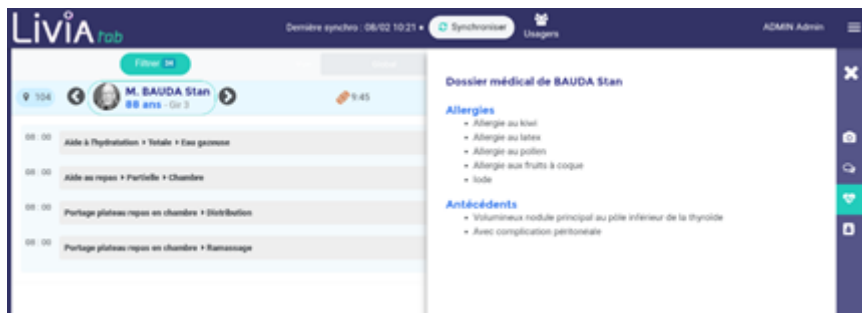 LiViA tab
Dernière synchro : 08/02 10:21
Synchroniser
Usagers
ADMIN Admin
Filtrer 24
104
M. BAUDA Stan
88 ans - Gir 3
9:45
08 : 00 Aide à l'hydratation Totale Eau gazeuse
08 : 00 Aide au repas Partielle Chambre
08 : 00 Portage plateau repas en chambre Distribution
08 : 00 Portage plateau repas en chambre Ramassage
Dossier médical de BAUDA Stan
Allergies
Allergie au kiwi
Allergie au latex
Allergie au pollen
Allergie aux fruits à coque
Iode
Antécédents
Volumineux nodule principal au pôle inférieur de la thyroïde
Avec complication péritonéale